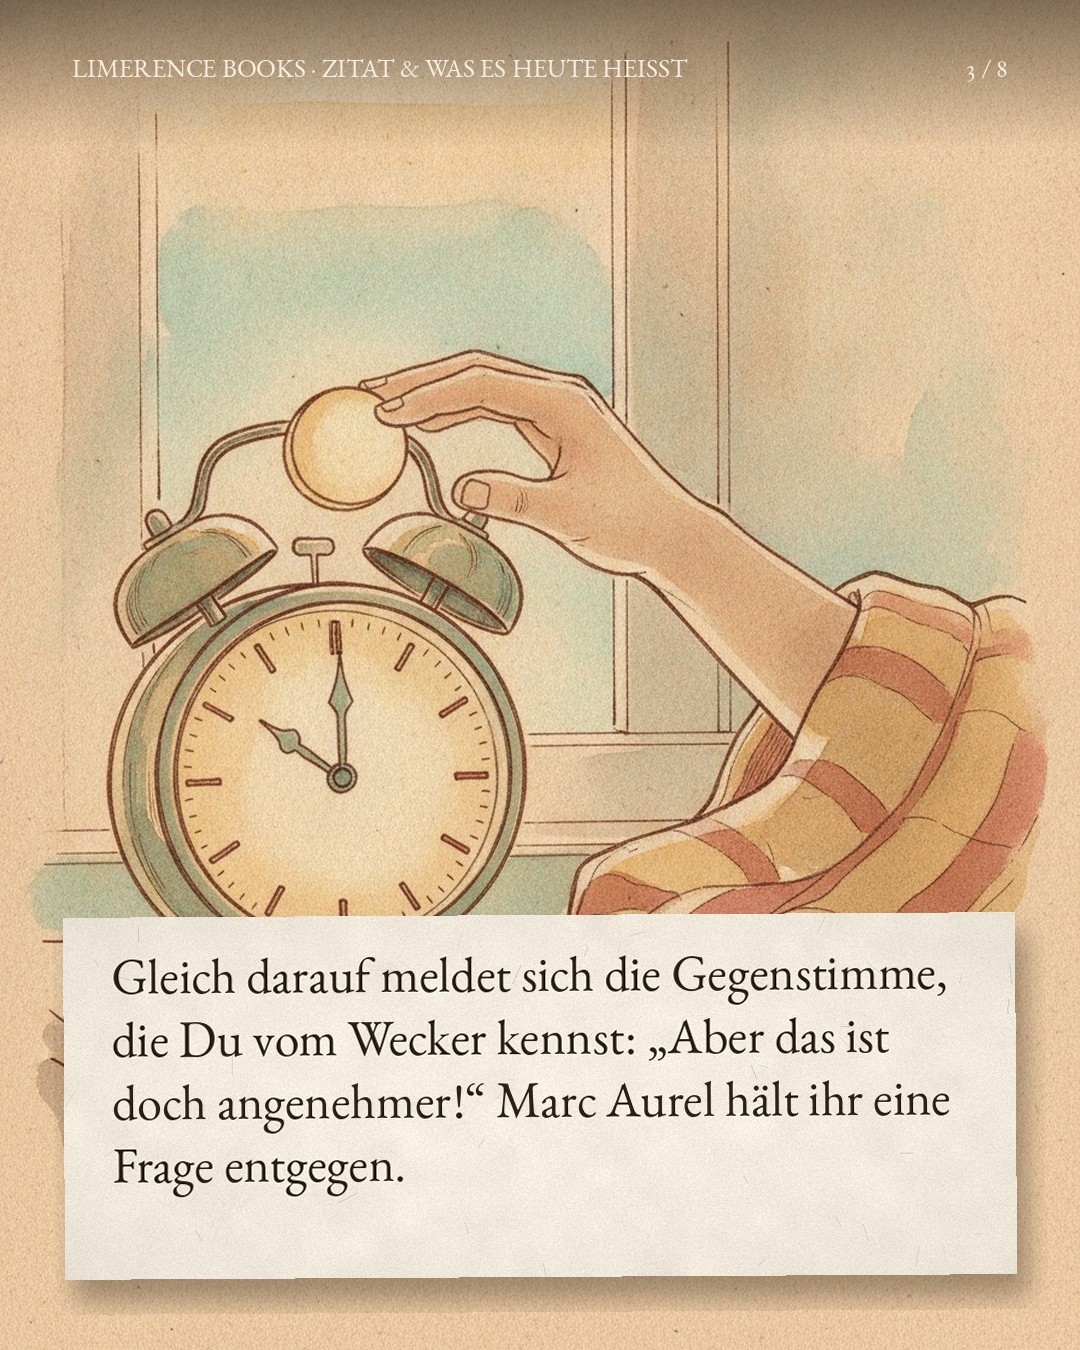 LIMERENCE BOOKS · ZITAT & WAS ES HEUTE HEISST
3 / 8
Gleich darauf meldet sich die Gegenstimme,
die Du vom Wecker kennst: „Aber das ist
doch angenehmer!“ Marc Aurel hält ihr eine
Frage entgegen.